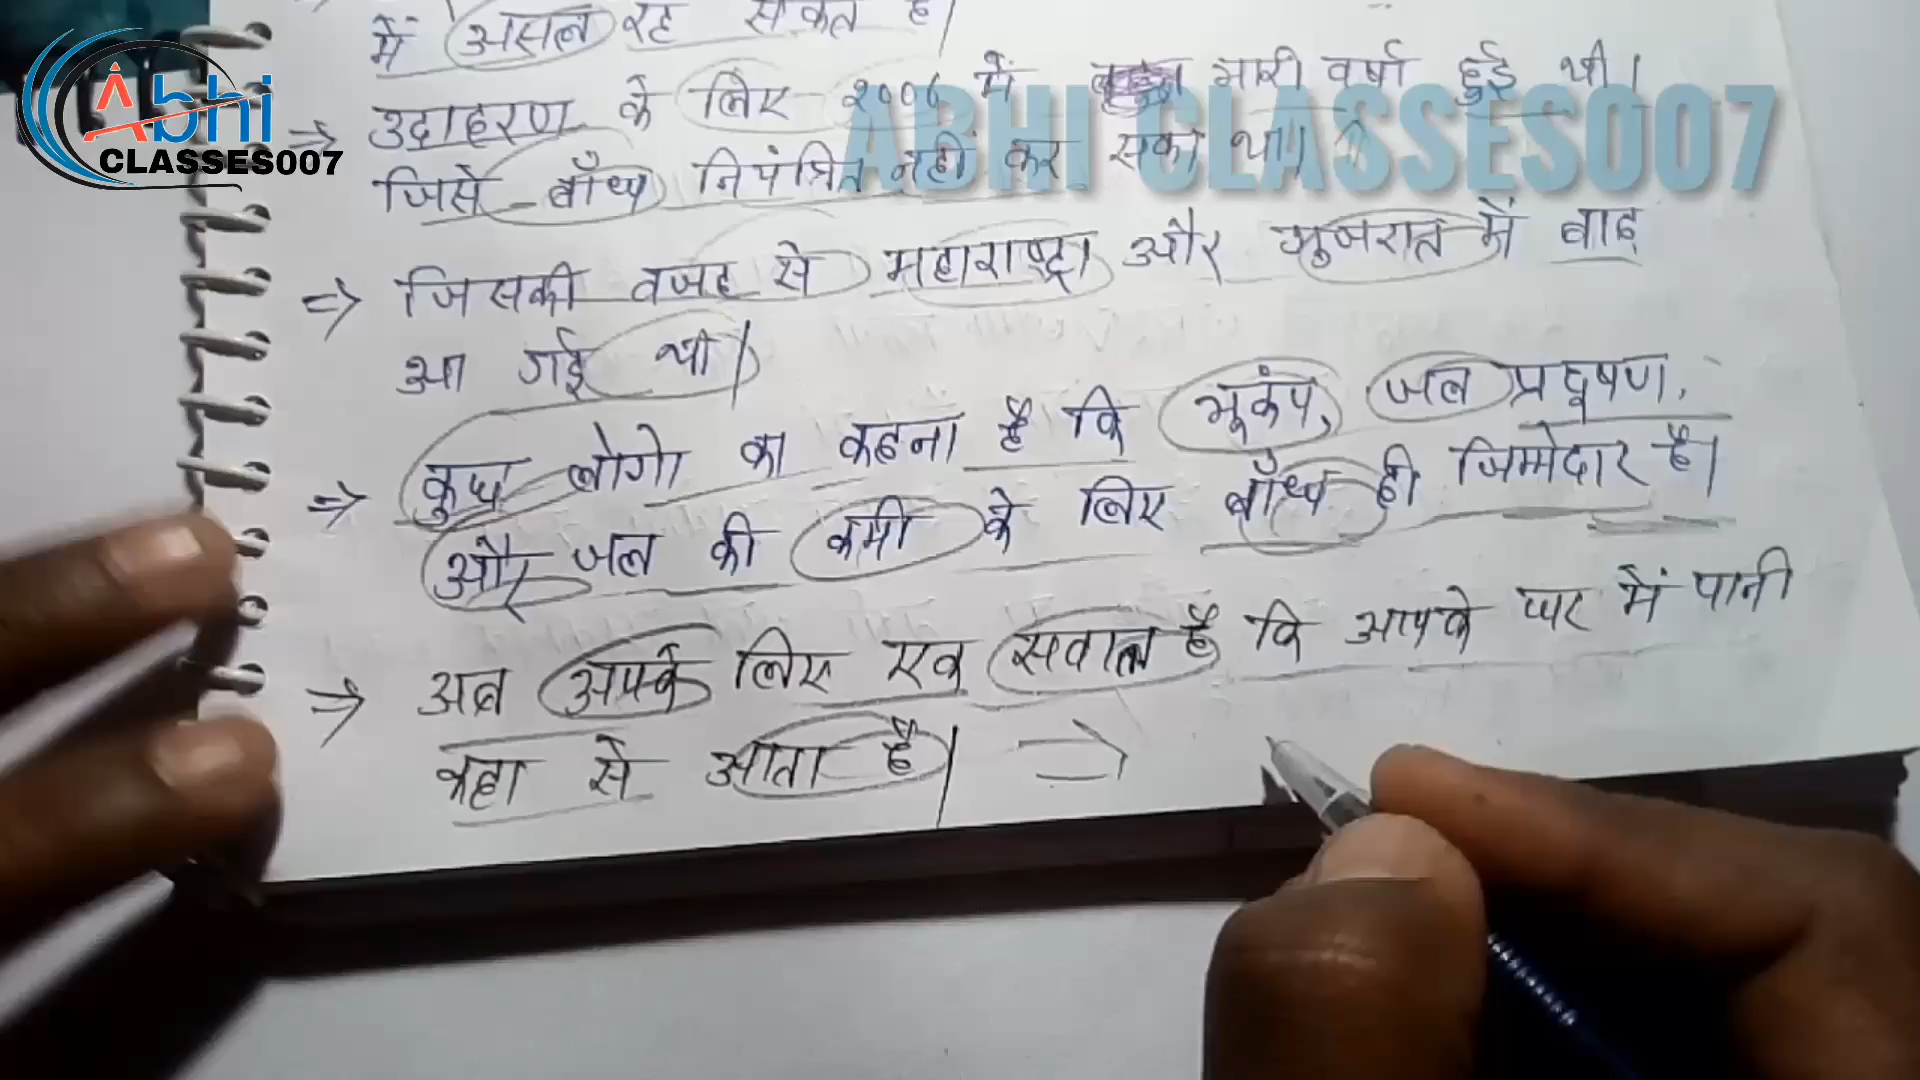 में असल रह सकत है।
⇒ उदाहरण के लिए 2006 में भारी वर्षा हुई थी।
जिसे बाँध नियंत्रित नही कर सका था।
⇒ जिसकी वजह से महाराष्ट्रा और गुजरात में बाढ़
आ गई थी।
⇒ कुछ लोगो का कहना है कि भूकंप, जल प्रदूषण,
और जल की कमी के लिए बाँध ही जिम्मेदार है।
⇒ अब आपके लिए एक सवाल है कि आपके घर में पानी
कहा से आता है। ⇒
Abhi
CLASSES007
ABHI CLASSES007